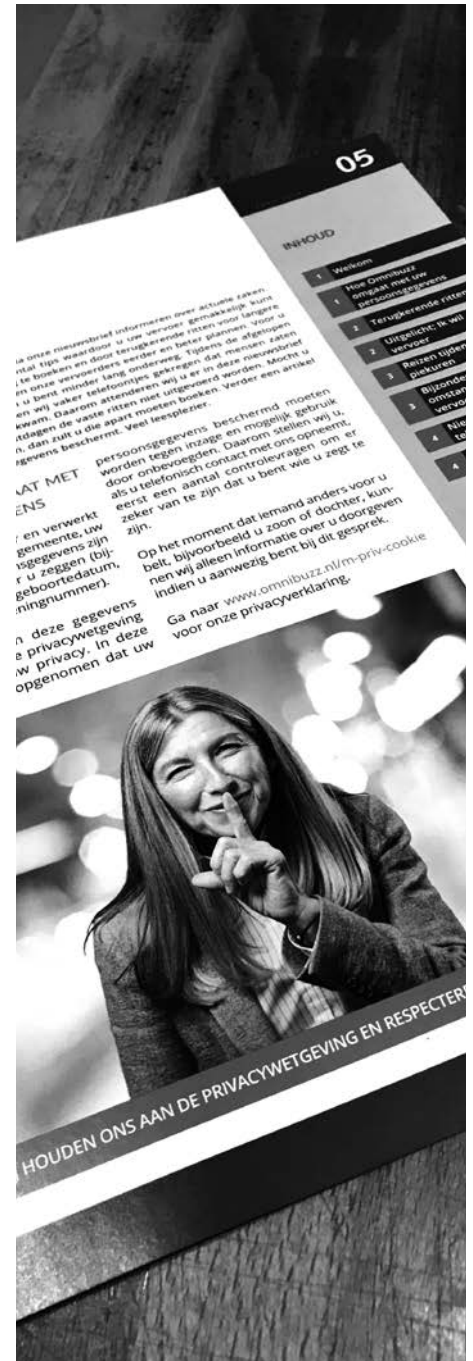 05
INHOUD
1 Welkom
1 Hoe Omnibuzz
omgaat met uw
persoonsgegevens
2 Terugkerende ritten
2 Uitgelicht: Ik wil
vervoer
3 Reizen tijden
piekuren
3 Bijzonder
omstan
vervo
4 Nie
te
4
onze nieuwsbrief informeren over actuele zaken
ntal tips waardoor u uw vervoer gemakkelijk kunt
te boeken en door terugkerende ritten voor langere
n onze vervoerders eerder en beter plannen. Voor u
u bent minder lang onderweg. Tijdens de afgelopen
en wij vaker telefoontjes gekregen dat mensen zaten
kwam. Daarom attenderen wij u er in deze nieuwsbrief
tdagen de vaste ritten niet uitgevoerd worden. Mocht u
n, dan zult u die apart moeten boeken. Verder een artikel
gevens beschermt. Veel leesplezier.
AAT MET
ENS
r en verwerkt
gemeente, uw
nsgegevens zijn
r u zeggen (bij-
geboortedatum,
eningnummer).
n deze gegevens
e privacywetgeving
w privacy. In deze
opgenomen dat uw
persoonsgegevens beschermd moeten
worden tegen inzage en mogelijk gebruik
door onbevoegden. Daarom stellen wij u,
als u telefonisch contact met ons opneemt,
eerst een aantal controlevragen om er
zeker van te zijn dat u bent wie u zegt te
zijn.
Op het moment dat iemand anders voor u
belt, bijvoorbeeld u zoon of dochter, kun-
nen wij alleen informatie over u doorgeven
indien u aanwezig bent bij dit gesprek.
Ga naar www.omnibuzz.nl/m-priv-cookie
voor onze privacyverklaring.
HOUDEN ONS AAN DE PRIVACYWETGEVING EN RESPECTERE